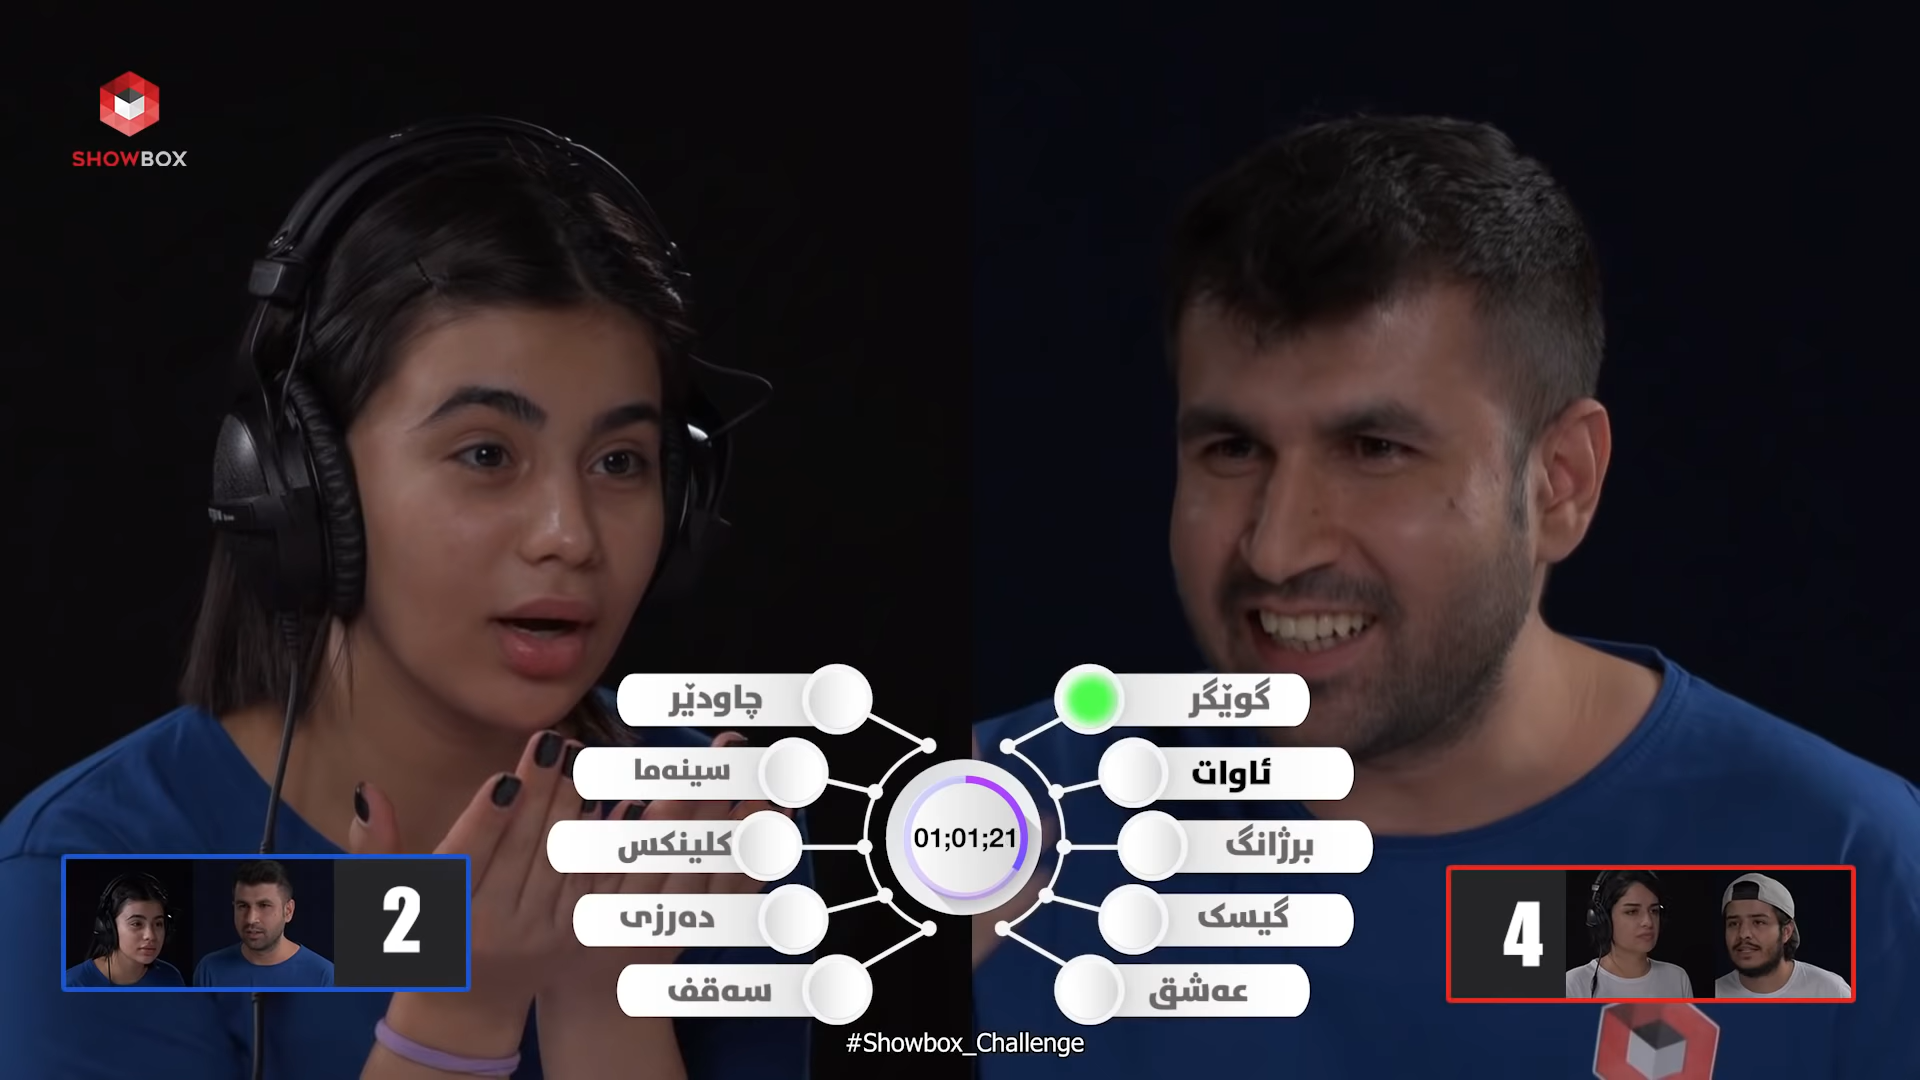 SHOWBOX
گوێگر
ئاوات
برژانگ
گیسک
عەشق
چاودێر
سینەما
کلینکس
دەرزی
سەقف
01;01;21
2
4
#Showbox_Challenge